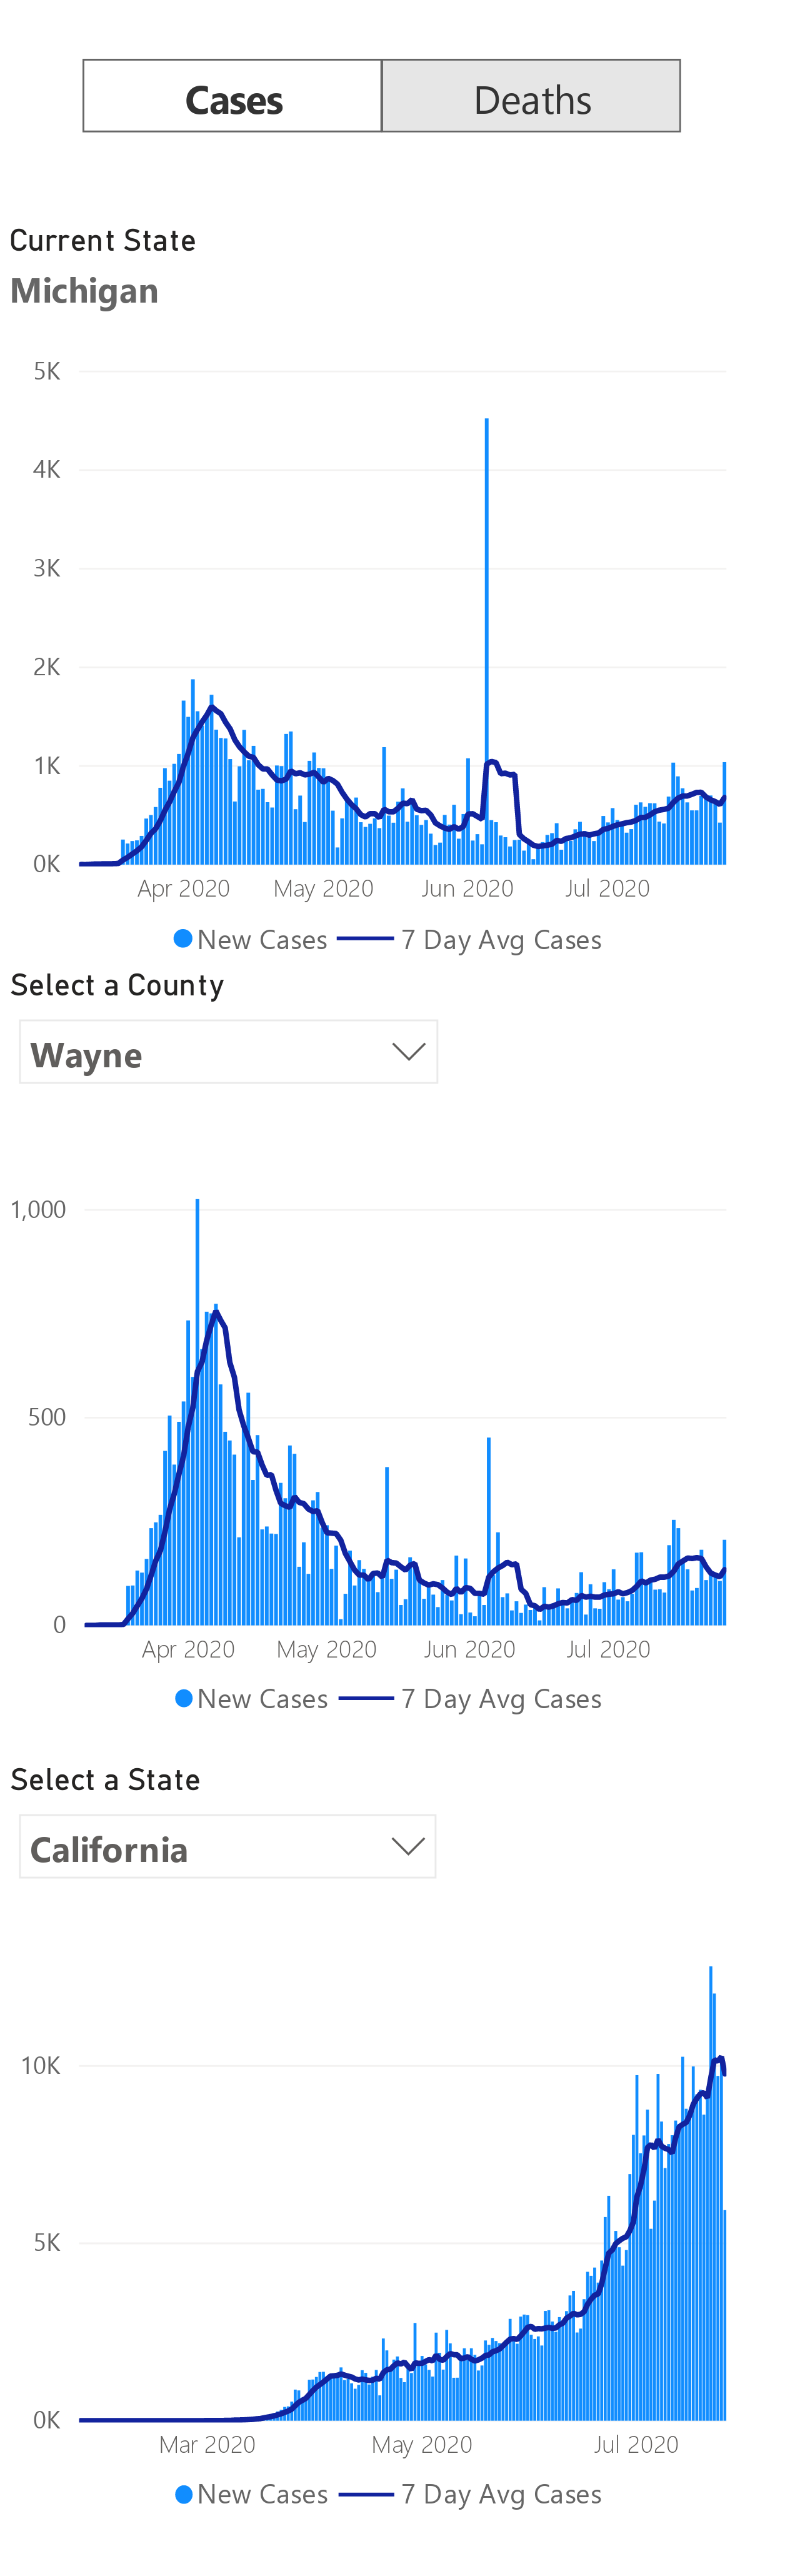 Cases Deaths
Current State
Michigan
5K
4K
3K
2K
1K
0K
Apr 2020 May 2020 Jun 2020 Jul 2020
New Cases 7 Day Avg Cases
Select a County
Wayne
1,000
500
0
Apr 2020 May 2020 Jun 2020 Jul 2020
New Cases 7 Day Avg Cases
Select a State
California
10K
5K
0K
Mar 2020 May 2020 Jul 2020
New Cases 7 Day Avg Cases